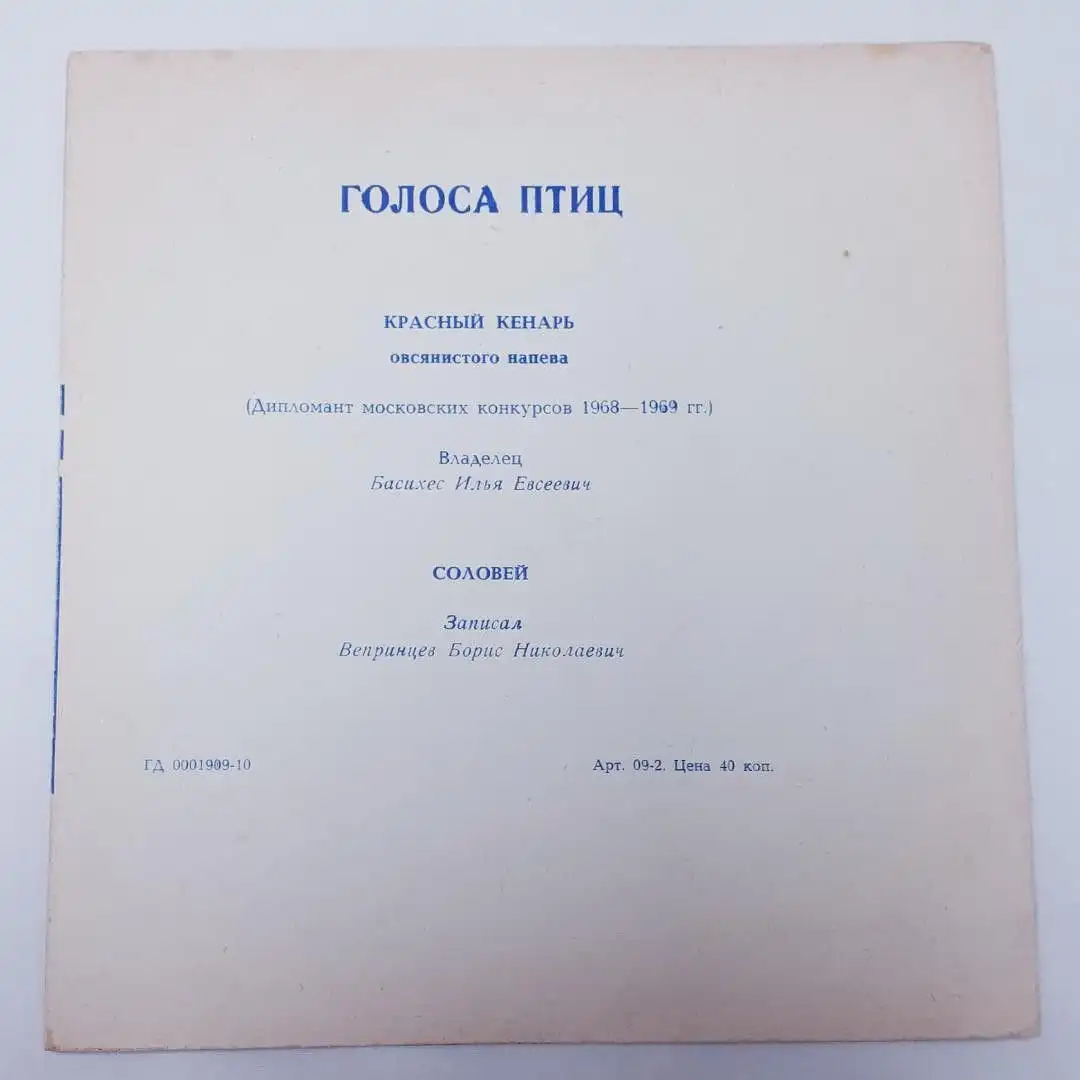 ГОЛОСА ПТИЦ
КРАСНЫЙ КЕНАРЬ
овсянистого напева
(Дипломант московских конкурсов 1968—1969 гг.)
Владелец
Басихес Илья Евсеевич
СОЛОВЕЙ
Записал
Вепринцев Борис Николаевич
ГД 0001909-10
Арт. 09-2. Цена 40 коп.